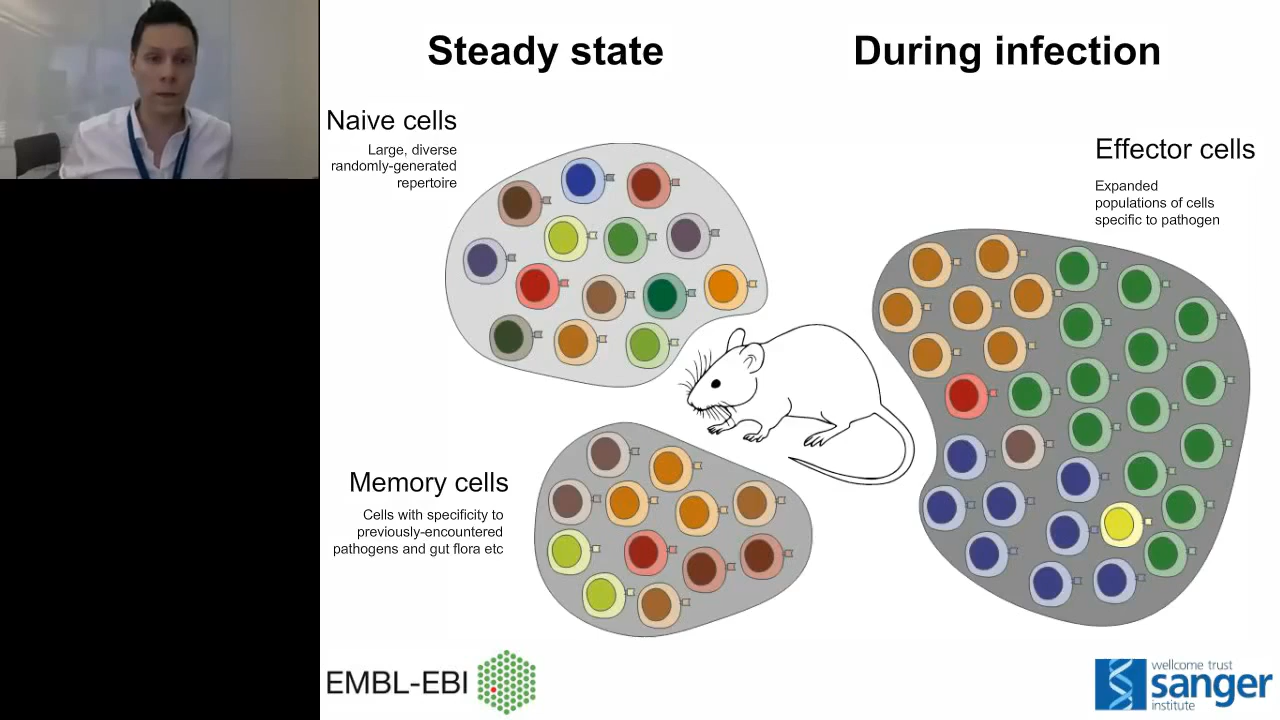 Steady state
During infection
Naive cells
Large, diverse
randomly-generated
repertoire
Effector cells
Expanded
populations of cells
specific to pathogen
Memory cells
Cells with specificity to
previously-encountered
pathogens and gut flora etc
EMBL-EBI
wellcome trust
sanger
institute